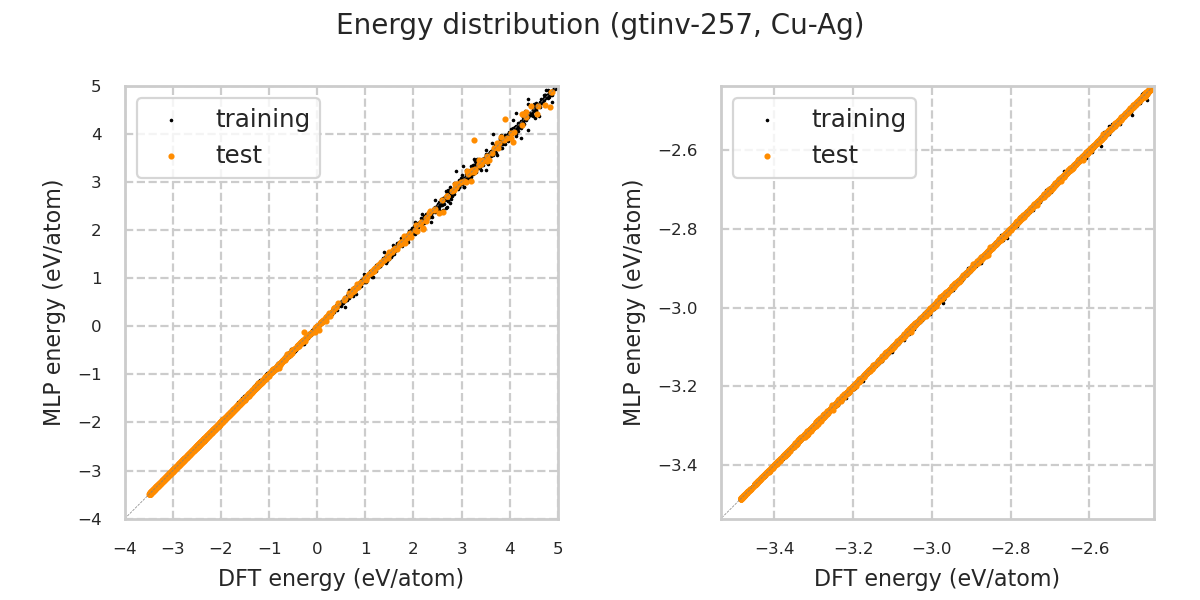 Energy distribution (gtinv-257, Cu-Ag)
training
test
MLP energy (eV/atom)
5
4
3
2
1
0
−1
−2
−3
−4
−4 −3 −2 −1 0 1 2 3 4 5
DFT energy (eV/atom)
training
test
MLP energy (eV/atom)
−2.6
−2.8
−3.0
−3.2
−3.4
−3.4 −3.2 −3.0 −2.8 −2.6
DFT energy (eV/atom)